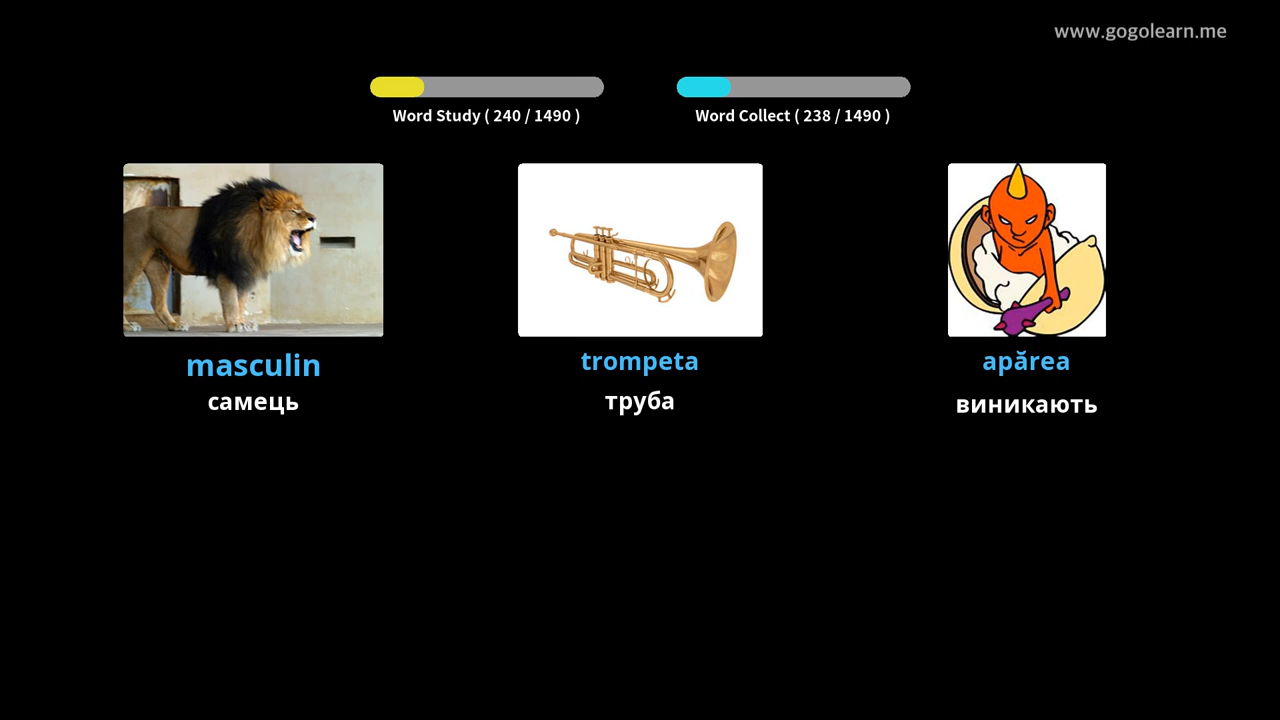 www.gogolearn.me
Word Study ( 240 / 1490 )
Word Collect ( 238 / 1490 )
masculin
самець
trompeta
труба
apărea
виникають